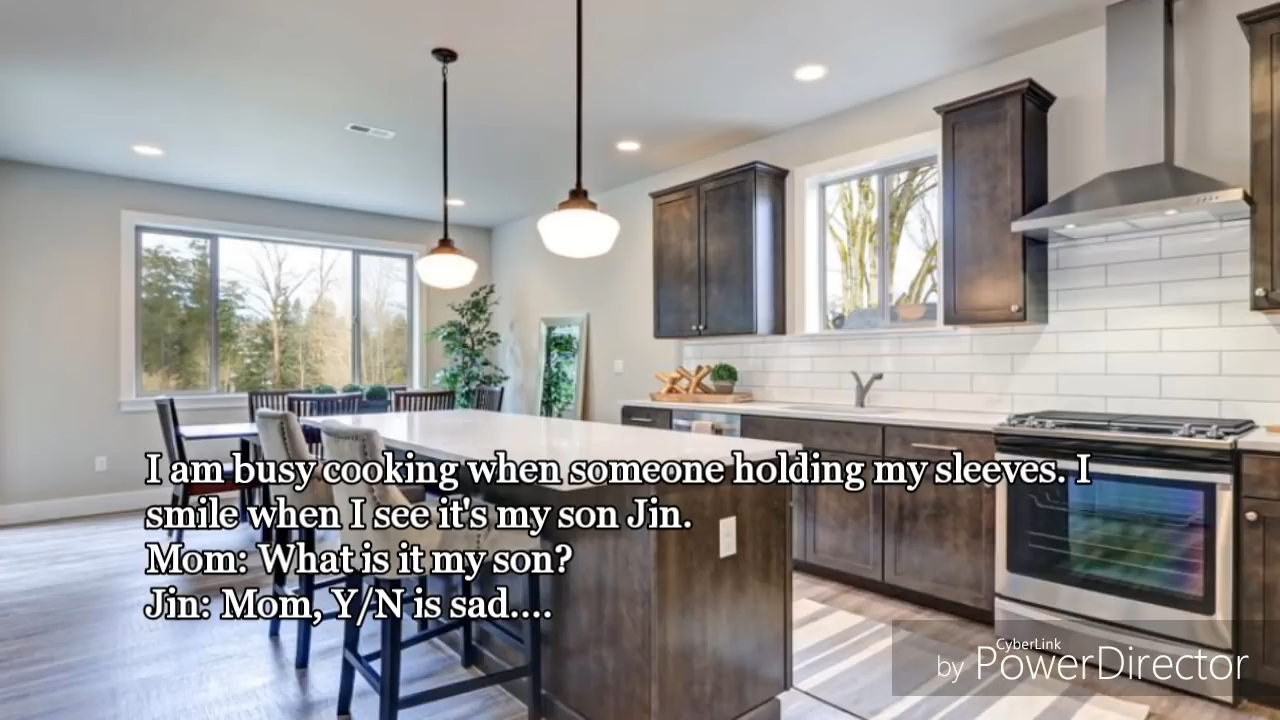 I am busy cooking when someone holding my sleeves. I
smile when I see it's my son Jin.
Mom: What is it my son?
Jin: Mom, Y/N is sad....
CyberLink
by PowerDirector